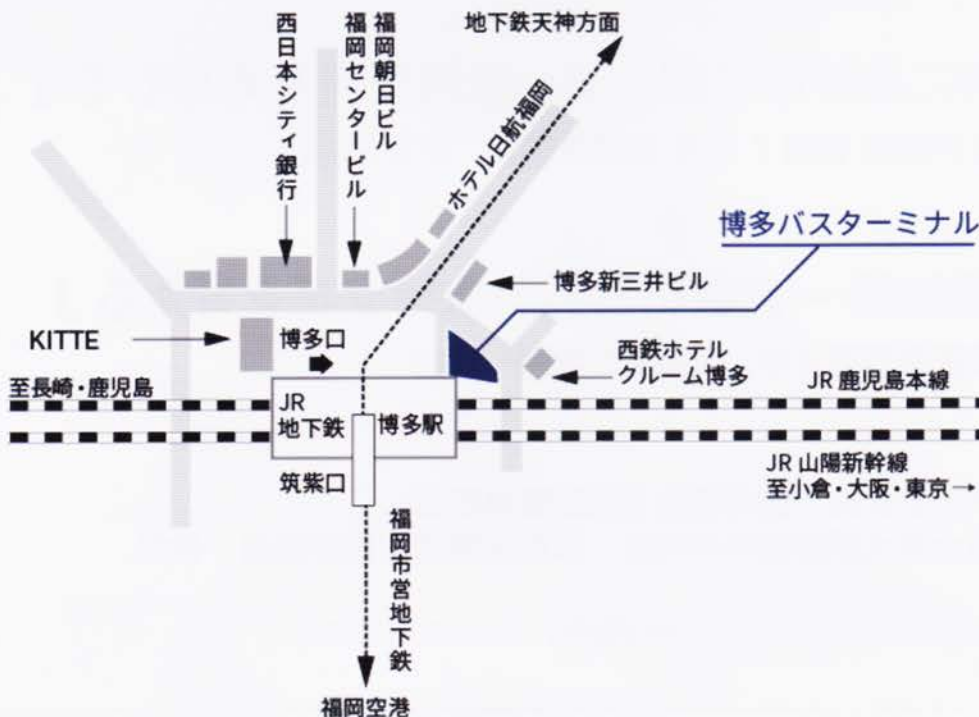 地下鉄天神方面
福岡朝日ビル
福岡センタービル
西日本シティ銀行
ホテル日航福岡
博多バスターミナル
博多新三井ビル
KITTE
博多口
西鉄ホテル
クルーム博多
至長崎・鹿児島
JR 鹿児島本線
JR
地下鉄
博多駅
JR 山陽新幹線
至小倉・大阪・東京→
筑紫口
福岡市営地下鉄
福岡空港